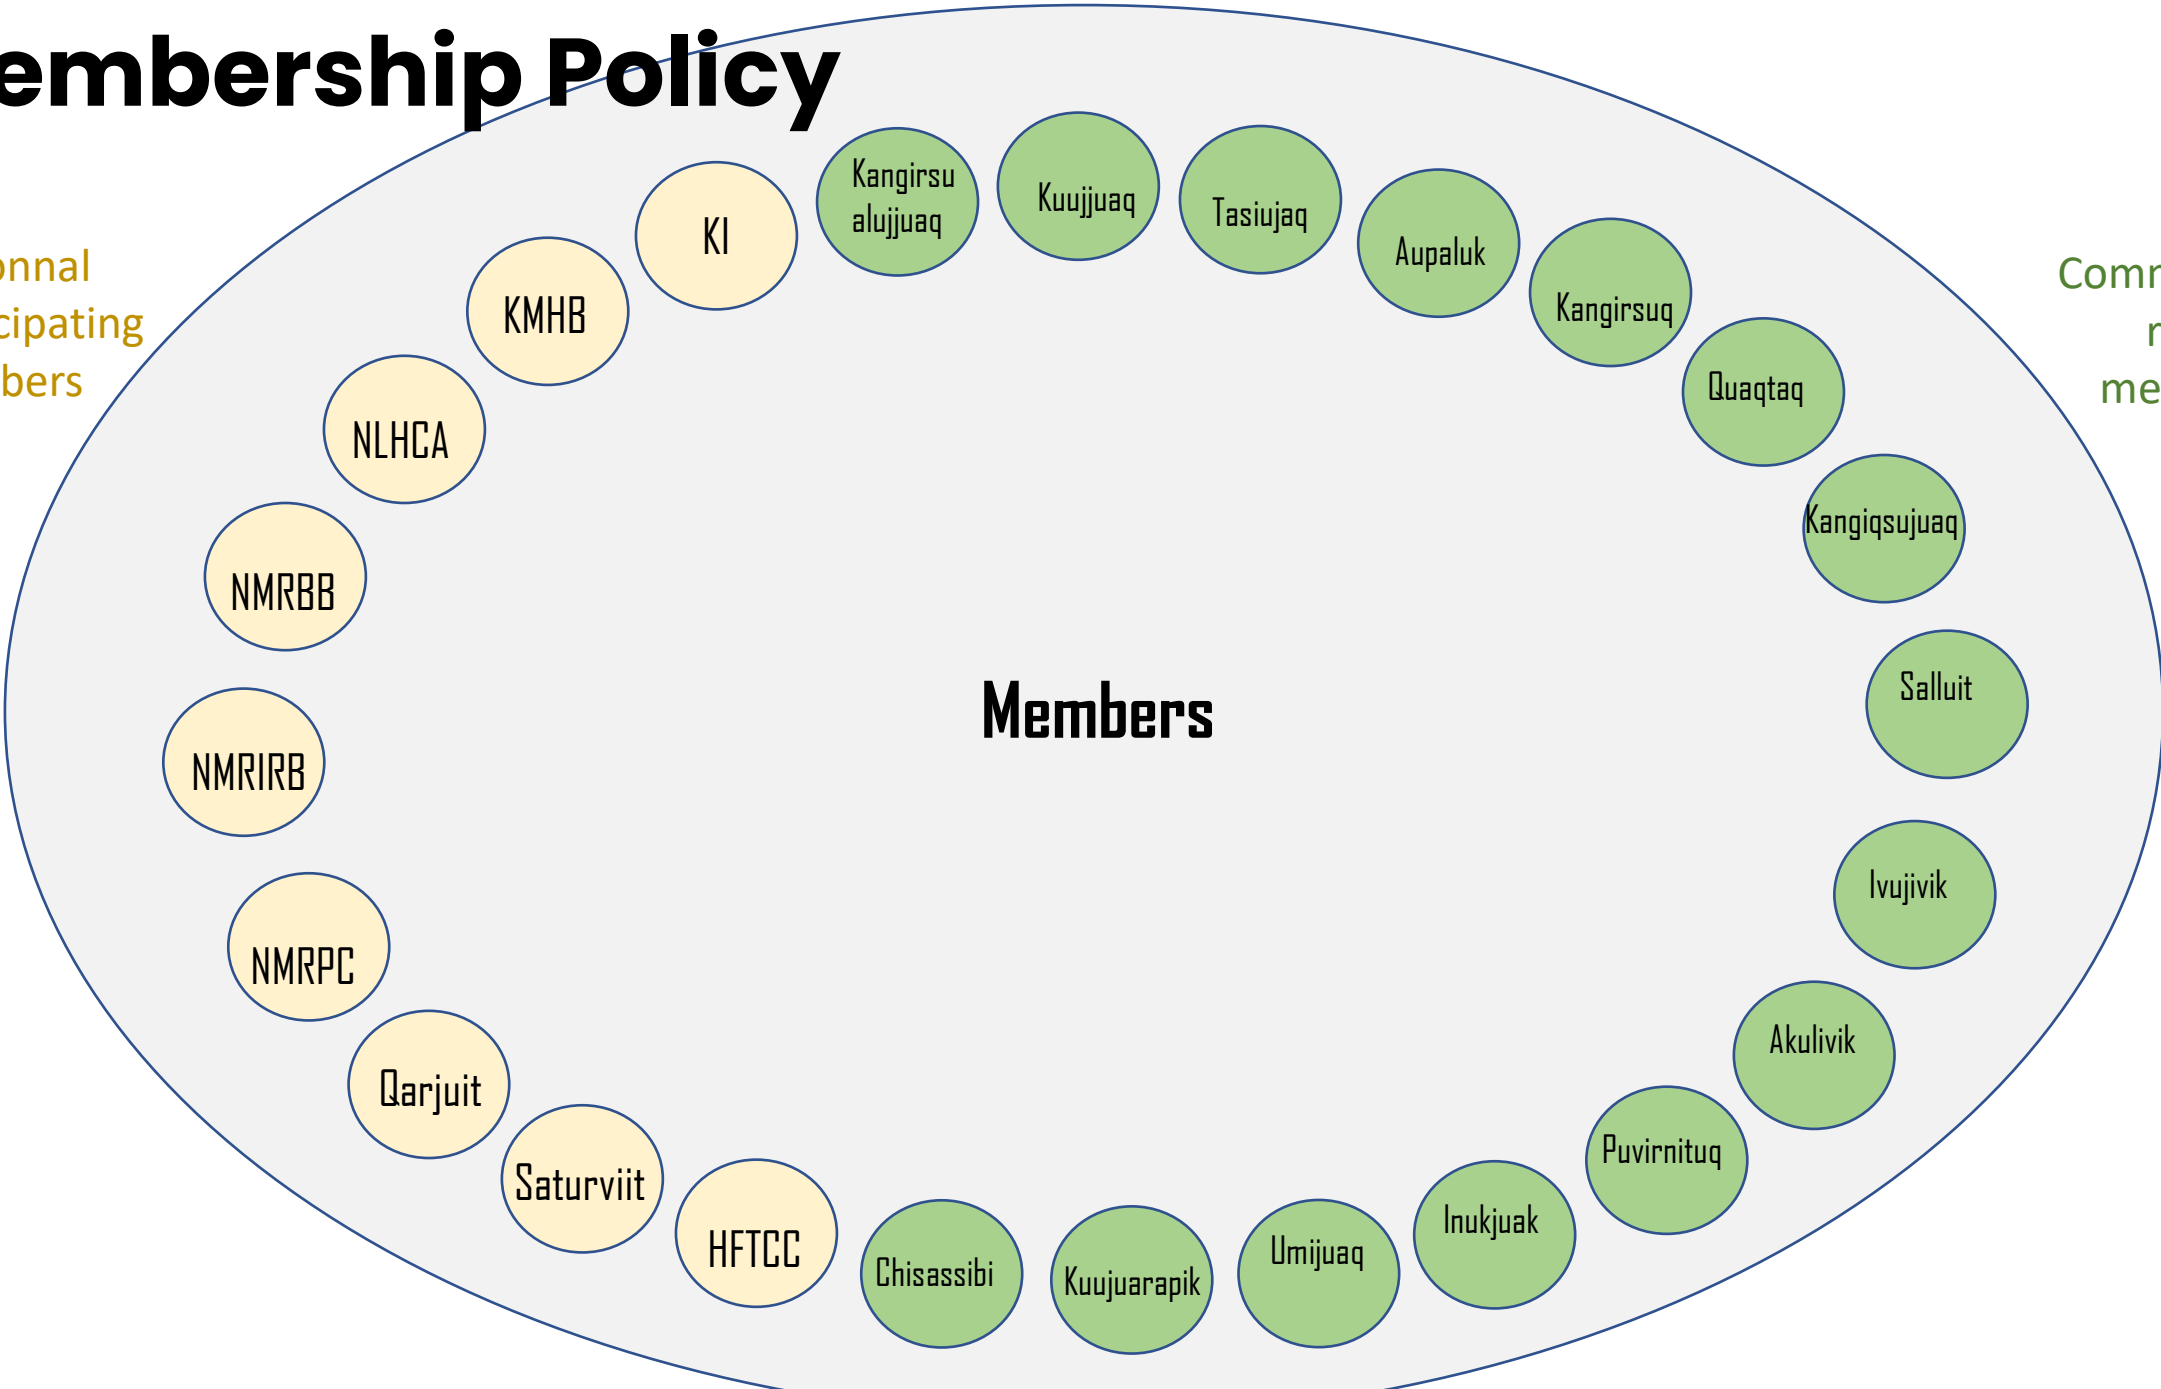 embership Policy
onnal
cipating
bers
Comm
r
me
KI
KMHB
NLHCA
NMRBB
NMRIRB
NMRPC
Qarjuit
Saturviit
HFTCC
Kangirsu
alujjuaq
Kuujjuaq
Tasiujaq
Aupaluk
Kangirsuq
Quaqtaq
Kangiqsujuaq
Salluit
Ivujivik
Akulivik
Puvirnituq
Inukjuak
Umijuaq
Kuujuarapik
Chisassibi
Members